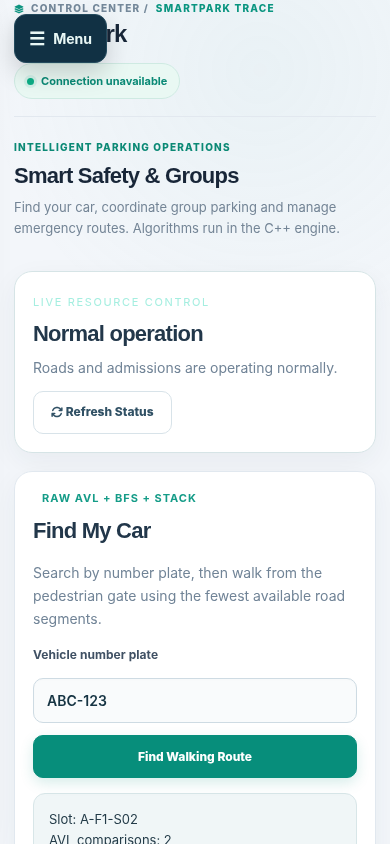 CONTROL CENTER / SMARTPARK TRACE
Menu
rk
Connection unavailable
INTELLIGENT PARKING OPERATIONS
Smart Safety & Groups
Find your car, coordinate group parking and manage
emergency routes. Algorithms run in the C++ engine.
LIVE RESOURCE CONTROL
Normal operation
Roads and admissions are operating normally.
Refresh Status
RAW AVL + BFS + STACK
Find My Car
Search by number plate, then walk from the
pedestrian gate using the fewest available road
segments.
Vehicle number plate
ABC-123
Find Walking Route
Slot: A-F1-S02
AVL comparisons: 2